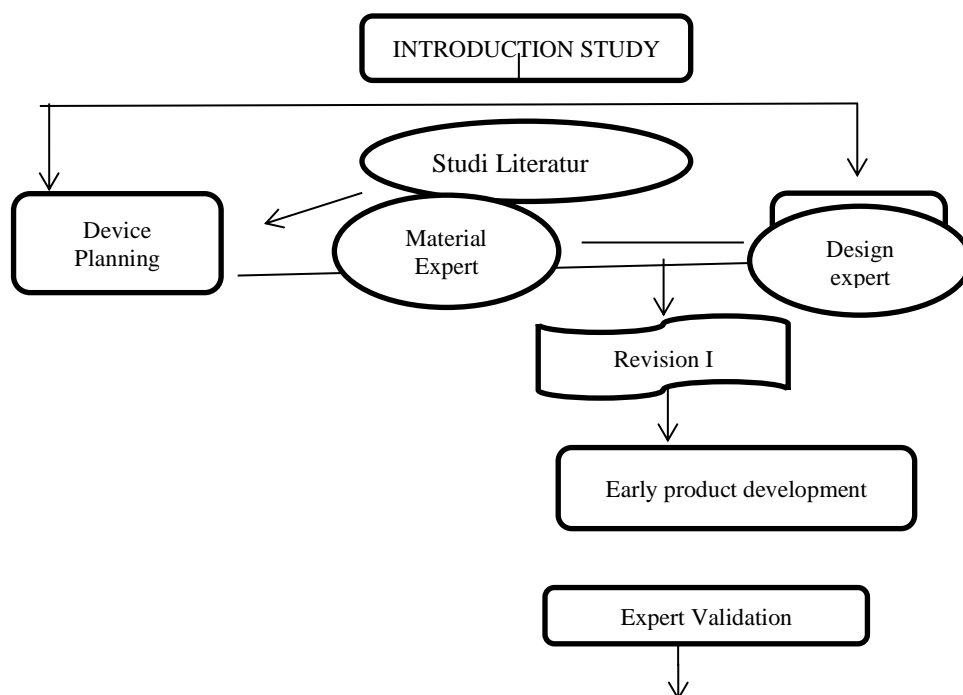 INTRODUCTION STUDY
Studi Literatur
Device
Planning
Material
Expert
Design
expert
Revision I
Early product development
Expert Validation